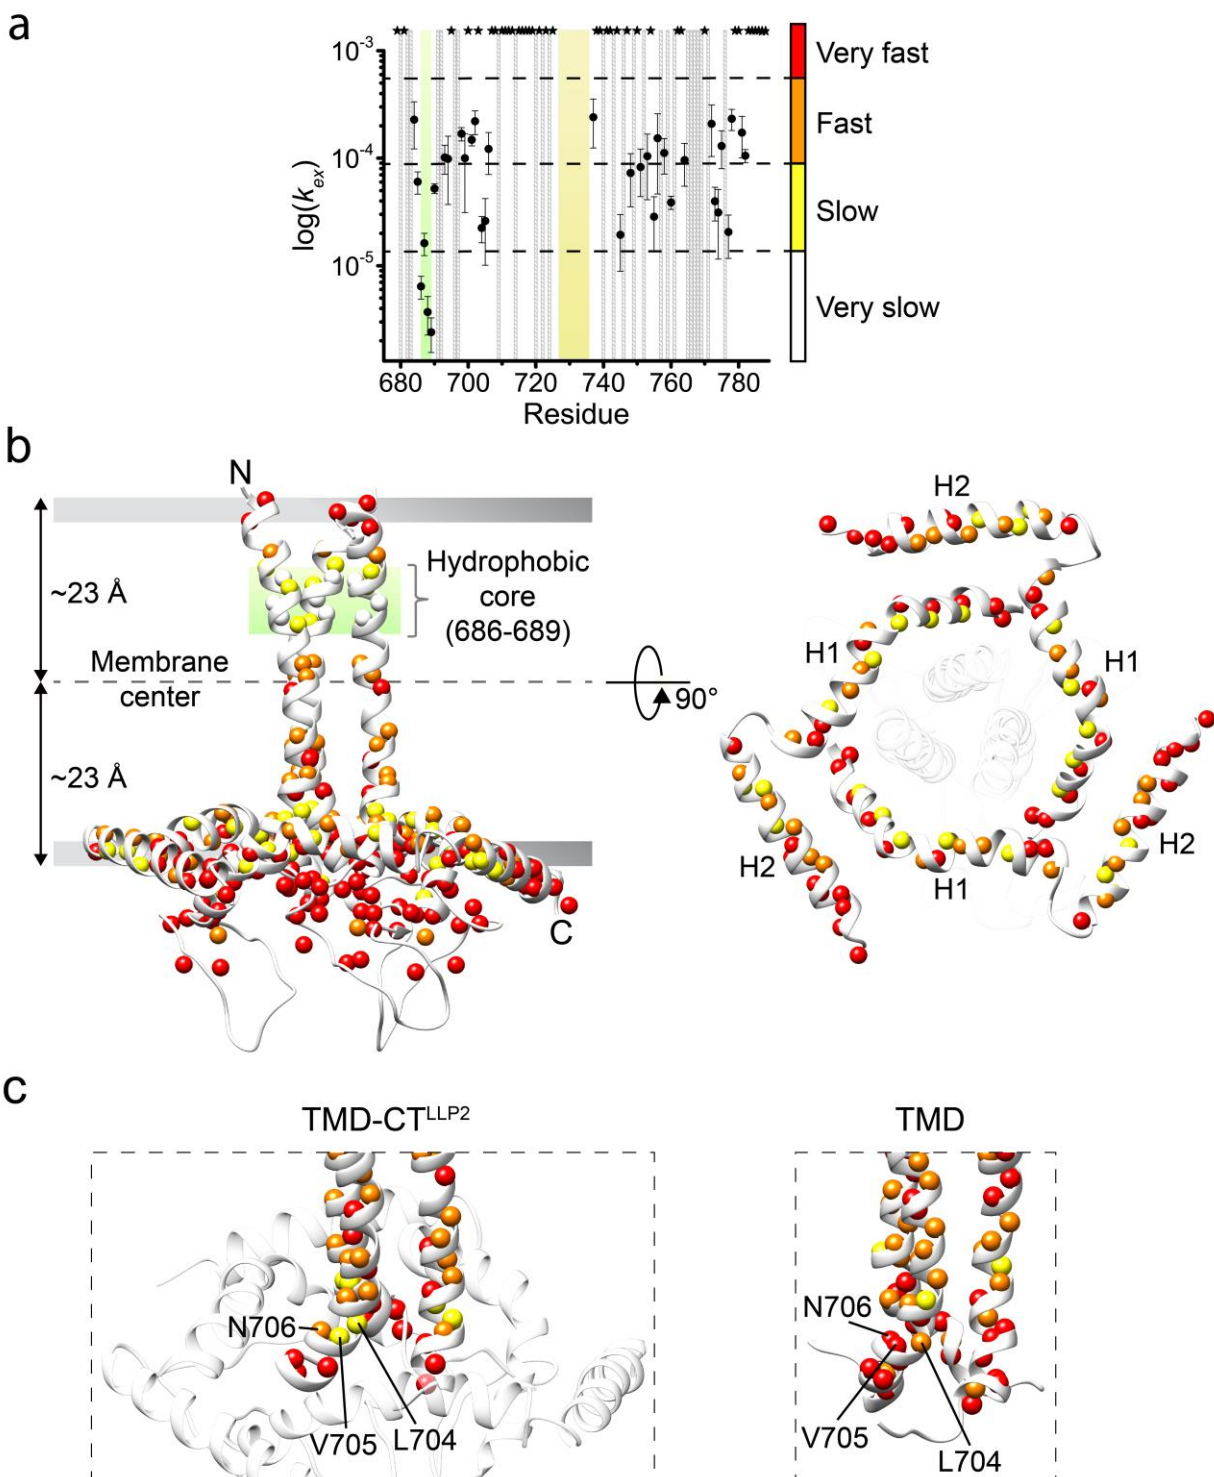 a
10⁻³
10⁻⁴
10⁻⁵
log(kₑₓ)
680 700 720 740 760 780
Residue
Very fast
Fast
Slow
Very slow
b
N
~23 Å
Membrane
center
~23 Å
Hydrophobic
core
(686-689)
C
90°
H2
H1
H1
H2
H1
H2
c
TMD-CTᴸᴸᴾ²
TMD
N706
V705 L704
N706
V705
L704